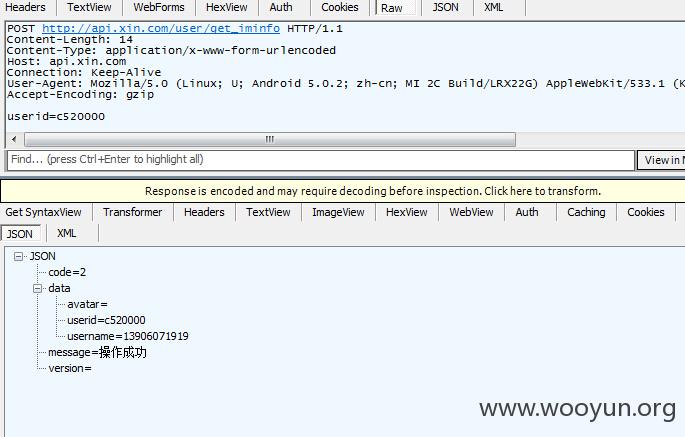 Headers TextView WebForms HexView Auth Cookies Raw JSON XML
POST http://api.xin.com/user/get_iminfo HTTP/1.1
Content-Length: 14
Content-Type: application/x-www-form-urlencoded
Host: api.xin.com
Connection: Keep-Alive
User-Agent: Mozilla/5.0 (Linux; U; Android 5.0.2; zh-cn; MI 2C Build/LRX22G) AppleWebKit/533.1 (K
Accept-Encoding: gzip
userid=c520000
Find... (press Ctrl+Enter to highlight all) View in N
Response is encoded and may require decoding before inspection. Click here to transform.
Get SyntaxView Transformer Headers TextView ImageView HexView WebView Auth Caching Cookies
JSON XML
JSON
code=2
data
avatar=
userid=c520000
username=13906071919
message=操作成功
version=
www.wooyun.org